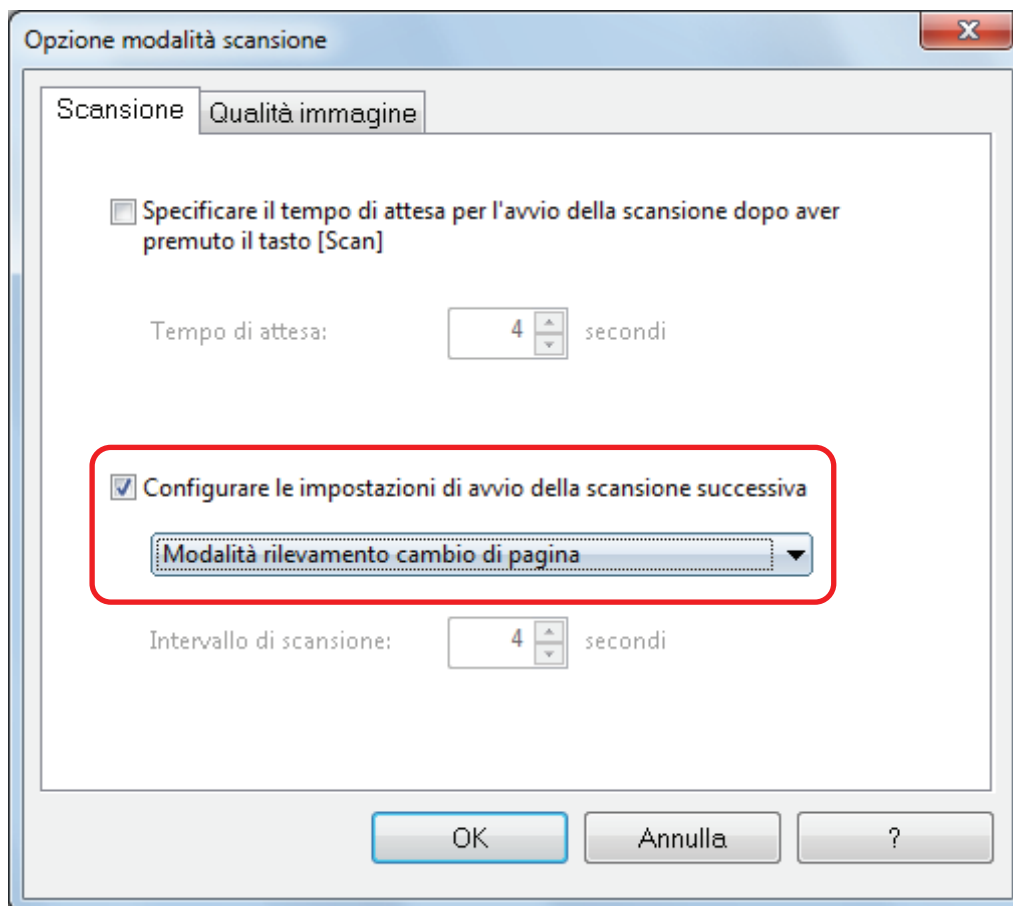 Opzione modalità scansione
x
Scansione
Qualità immagine
Specificare il tempo di attesa per l'avvio della scansione dopo aver
premuto il tasto [Scan]
Tempo di attesa: 4 secondi
Configurare le impostazioni di avvio della scansione successiva
Modalità rilevamento cambio di pagina
Intervallo di scansione: 4 secondi
OK Annulla ?